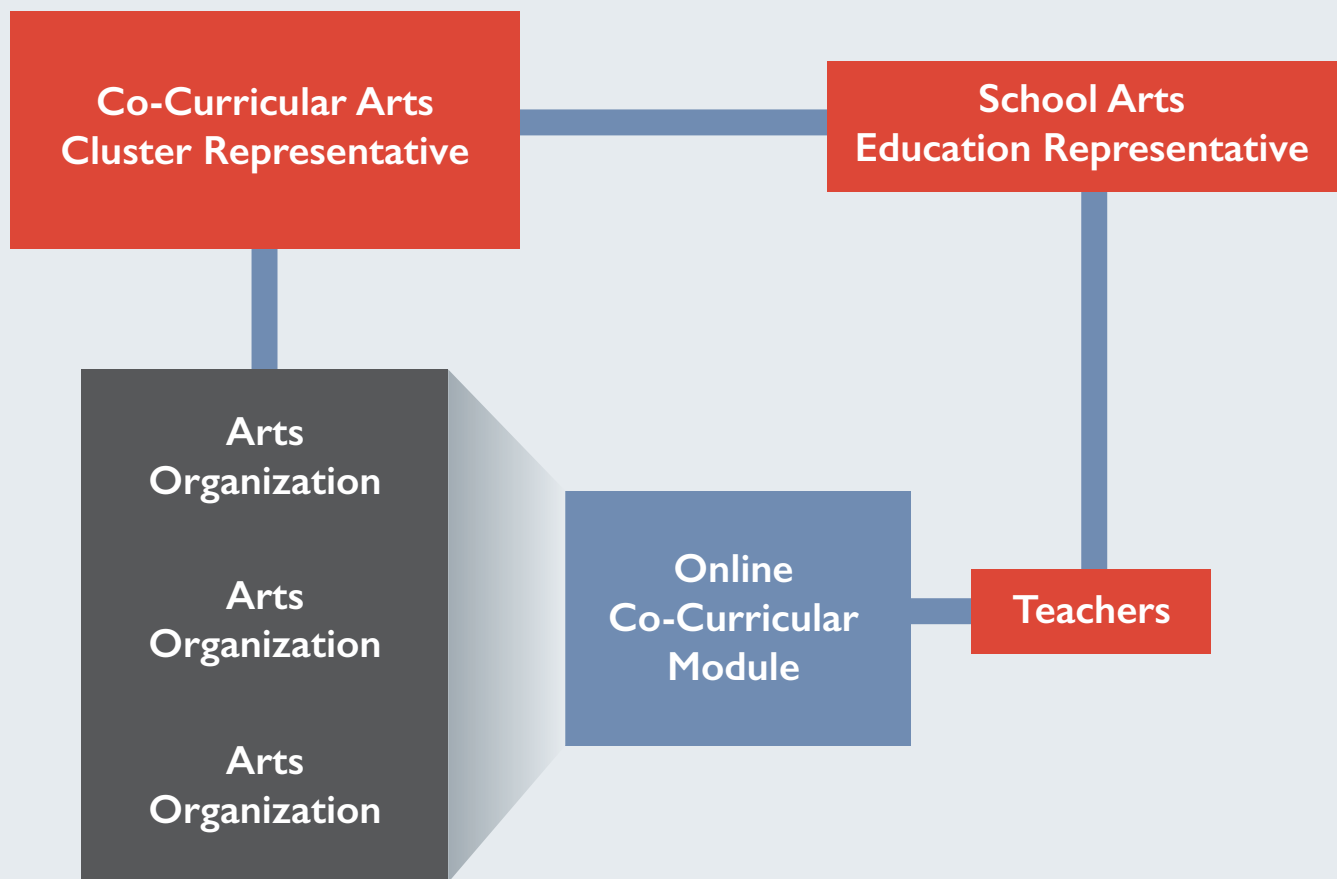 Co-Curricular Arts
Cluster Representative
School Arts
Education Representative
Arts
Organization
Arts
Organization
Arts
Organization
Online
Co-Curricular
Module
Teachers